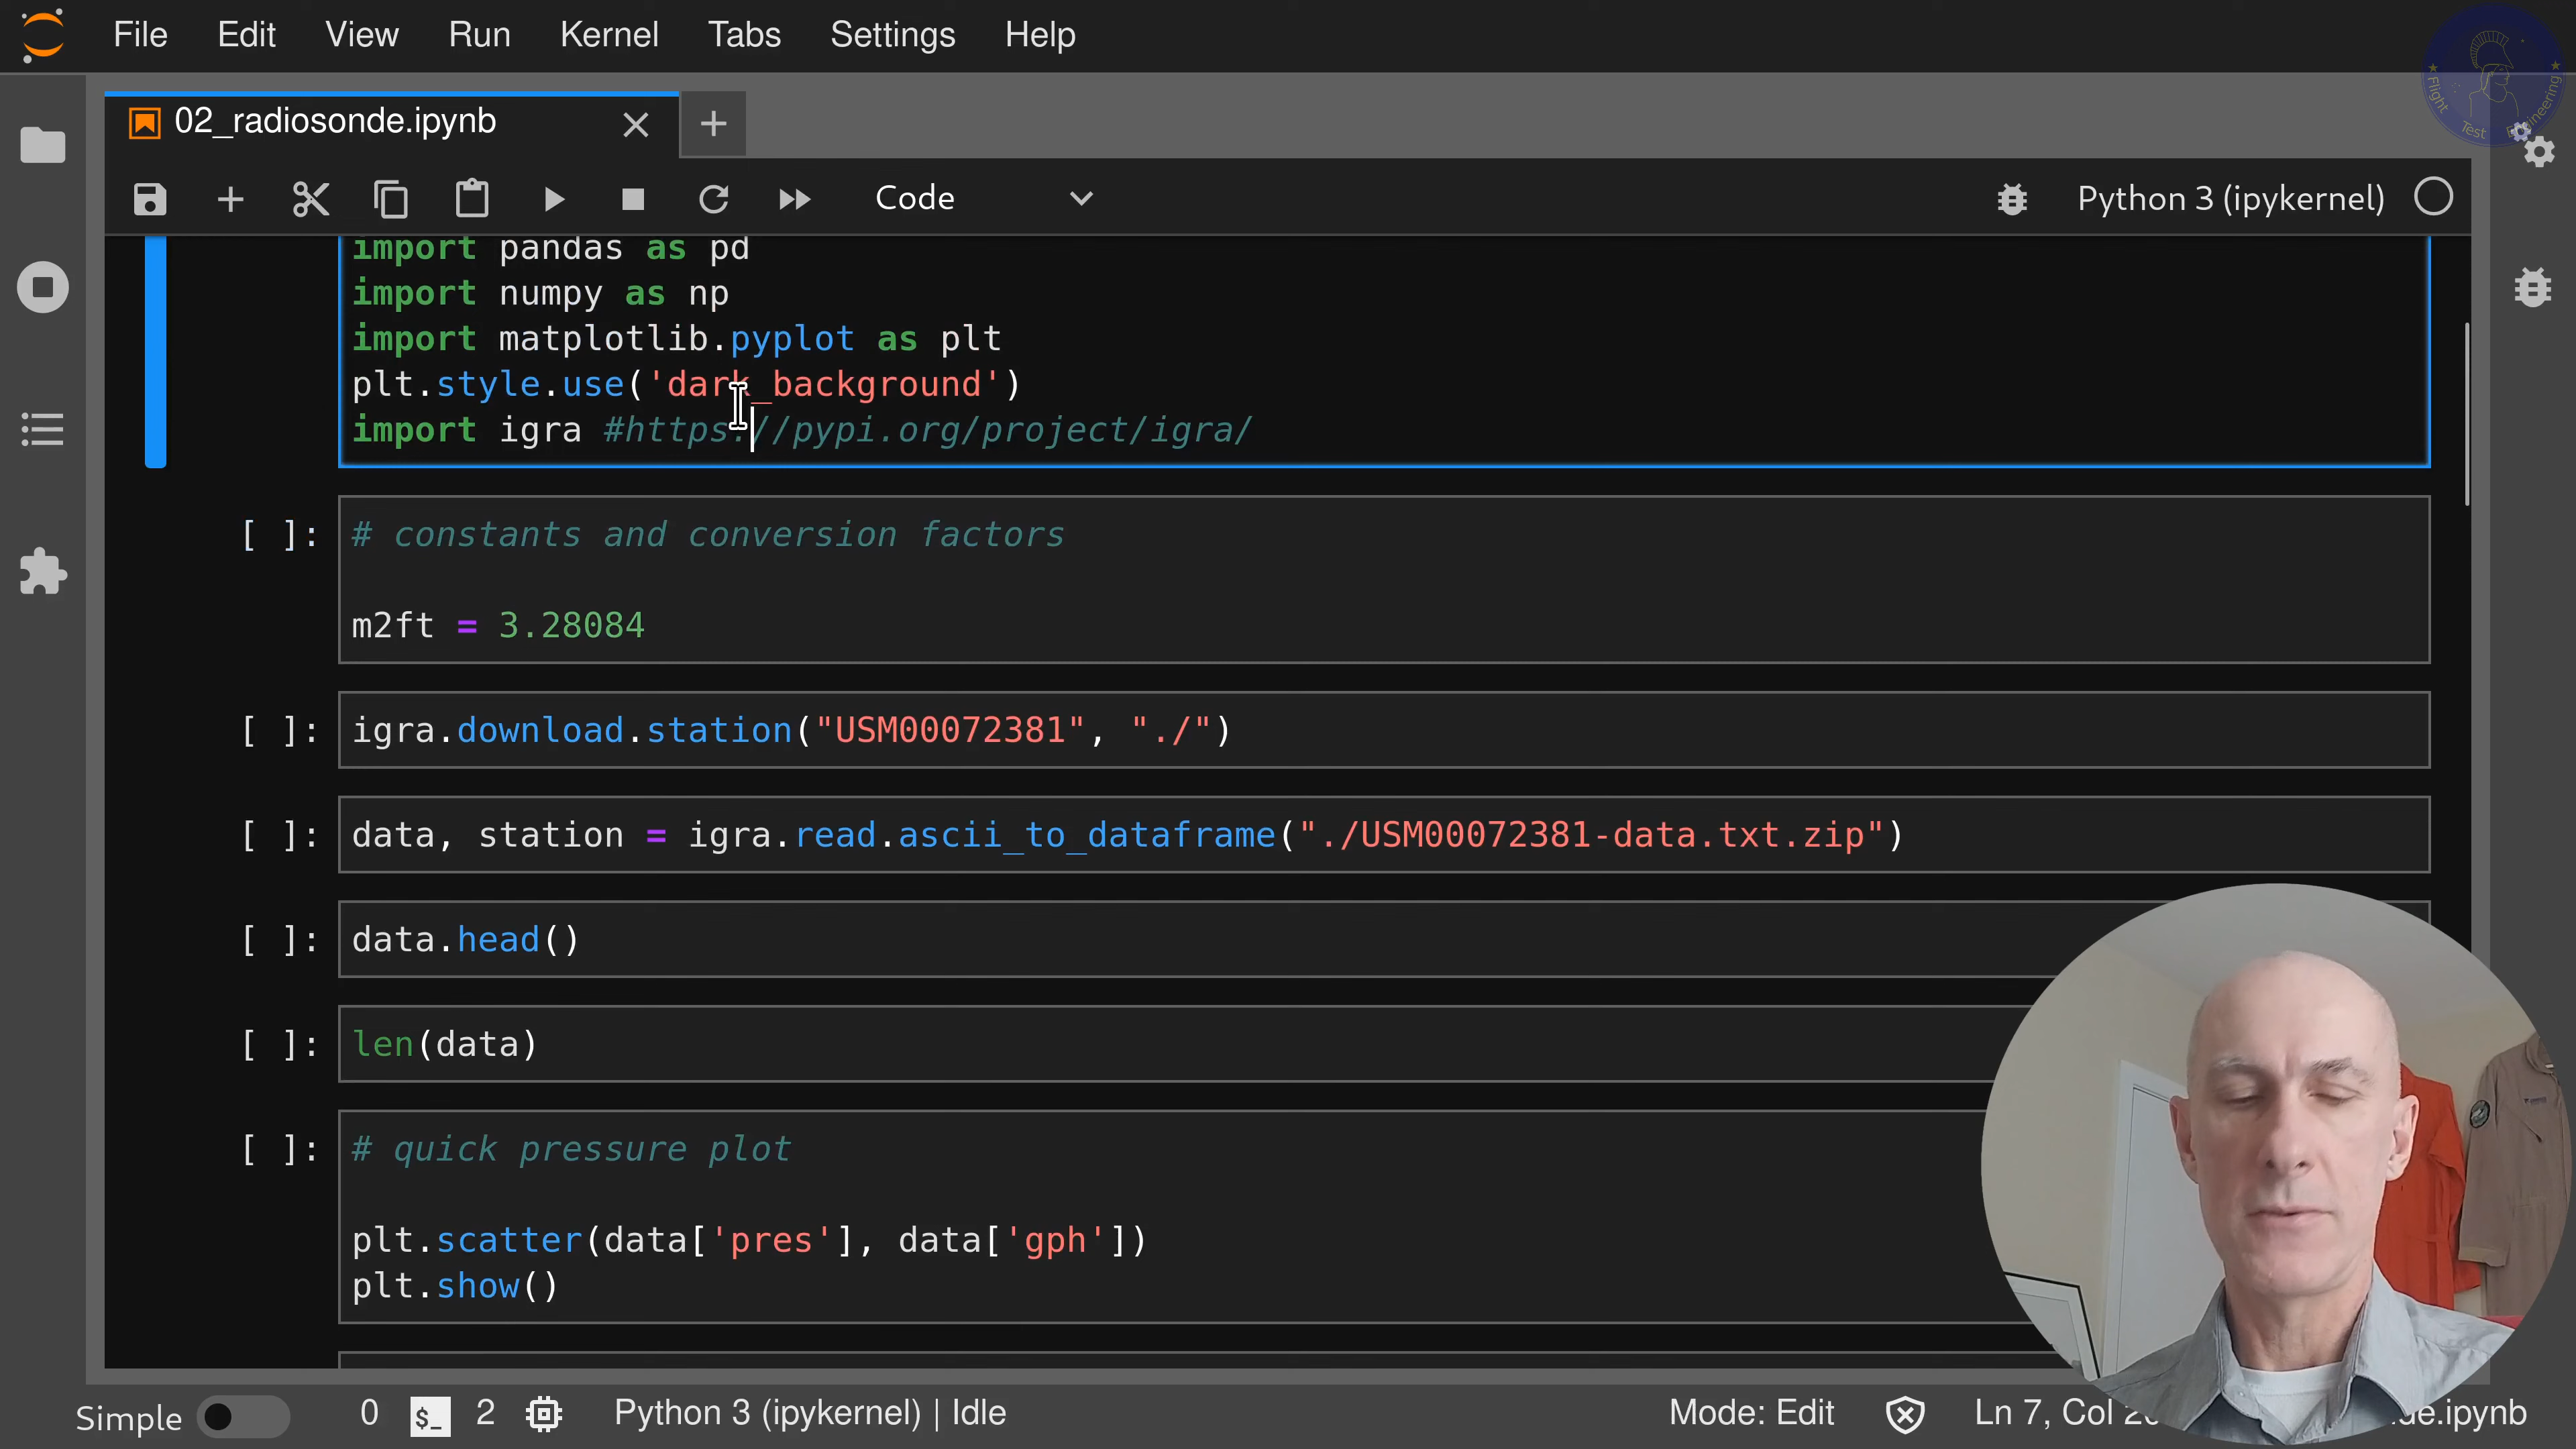 File Edit View Run Kernel Tabs Settings Help
Flight Test Engineering
02_radiosonde.ipynb
Code
Python 3 (ipykernel)
import pandas as pd
import numpy as np
import matplotlib.pyplot as plt
plt.style.use('dark_background')
import igra #https://pypi.org/project/igra/
[ ]: # constants and conversion factors
m2ft = 3.28084
[ ]: igra.download.station("USM00072381", "./")
[ ]: data, station = igra.read.ascii_to_dataframe("./USM00072381-data.txt.zip")
[ ]: data.head()
[ ]: len(data)
[ ]: # quick pressure plot
plt.scatter(data['pres'], data['gph'])
plt.show()
Simple 0 $_ 2 Python 3 (ipykernel) | Idle Mode: Edit Ln 7, Col de.ipynb